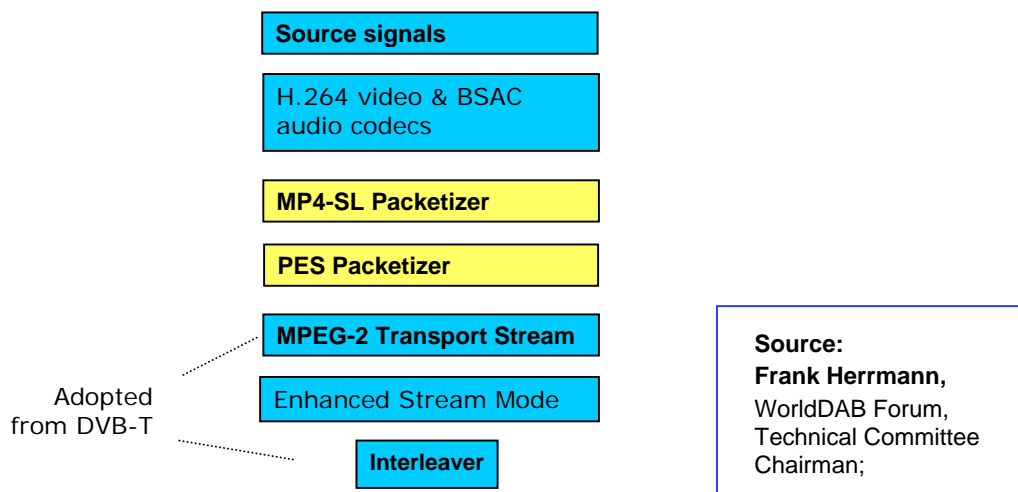 Source signals
H.264 video & BSAC
audio codecs
MP4-SL Packetizer
PES Packetizer
MPEG-2 Transport Stream
Adopted
from DVB-T
Enhanced Stream Mode
Interleaver
Source:
Frank Herrmann,
WorldDAB Forum,
Technical Committee
Chairman;